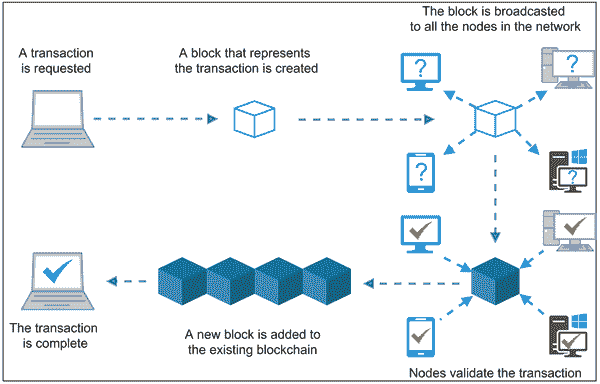 A transaction
is requested
A block that represents
the transaction is created
The block is broadcasted
to all the nodes in the network
?
?
?
?
The transaction
is complete
A new block is added to
the existing blockchain
Nodes validate the transaction